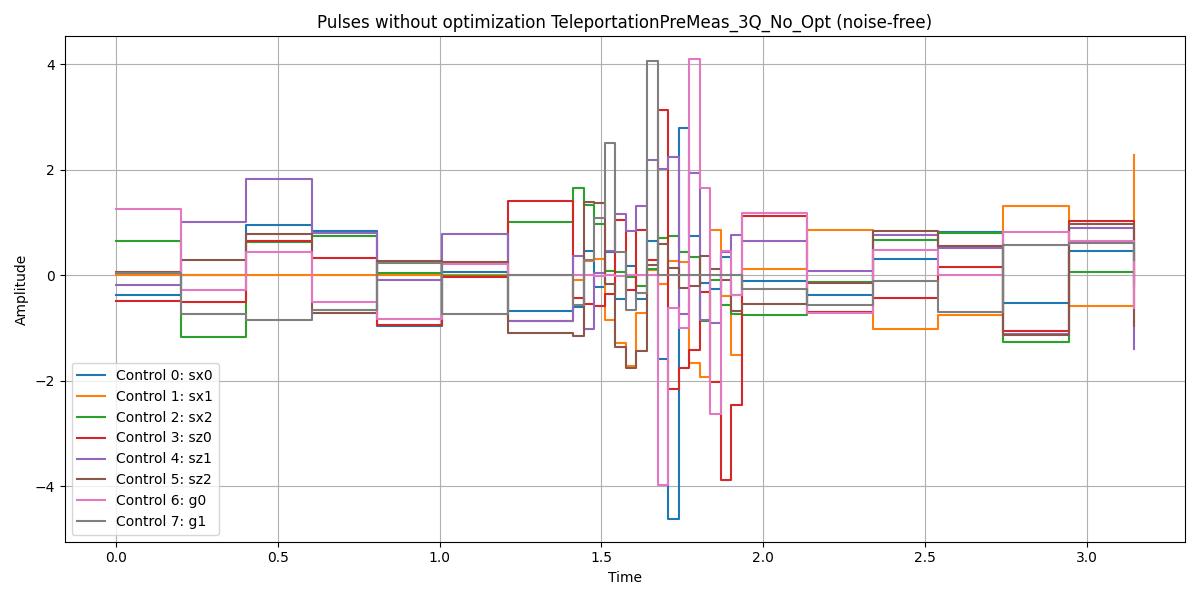 Pulses without optimization TeleportationPreMeas_3Q_No_Opt (noise-free)
4
2
0
−2
−4
Amplitude
Control 0: sx0
Control 1: sx1
Control 2: sx2
Control 3: sz0
Control 4: sz1
Control 5: sz2
Control 6: g0
Control 7: g1
0.0 0.5 1.0 1.5 2.0 2.5 3.0
Time